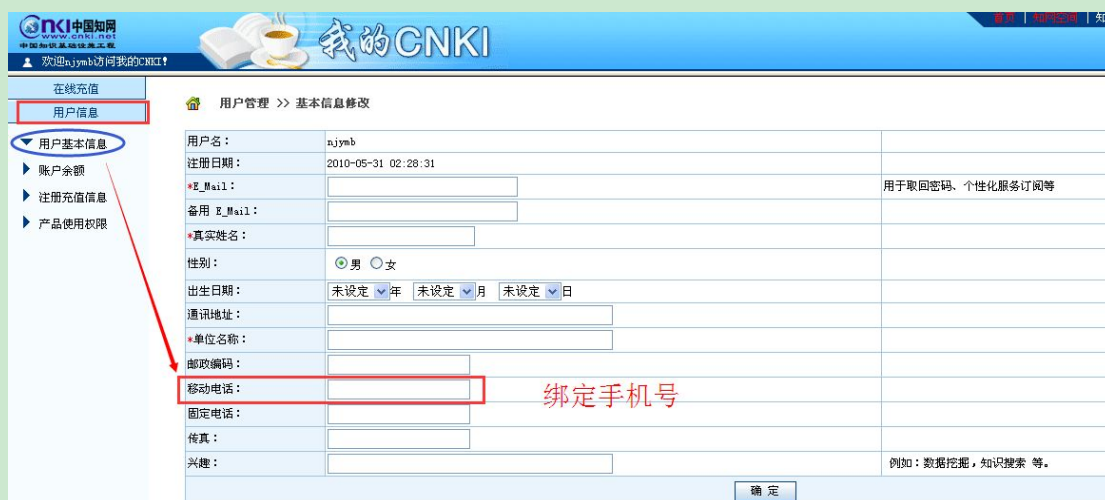 cnki中国知网
www.cnki.net
中国知识基础设施工程
我的CNKI
首页 | 知网空间 | 知
欢迎njymb访问我的CNKI!
在线充值
用户信息
用户基本信息
账户余额
注册充值信息
产品使用权限
用户管理 >> 基本信息修改
用户名: njymb
注册日期: 2010-05-31 02:28:31
*E_Mail: 用于取回密码、个性化服务订阅等
备用 E_Mail:
*真实姓名:
性别: 男 女
出生日期: 未设定 年 未设定 月 未设定 日
通讯地址:
*单位名称:
邮政编码:
移动电话:
绑定手机号
固定电话:
传真:
兴趣: 例如:数据挖掘,知识搜索 等。
确 定